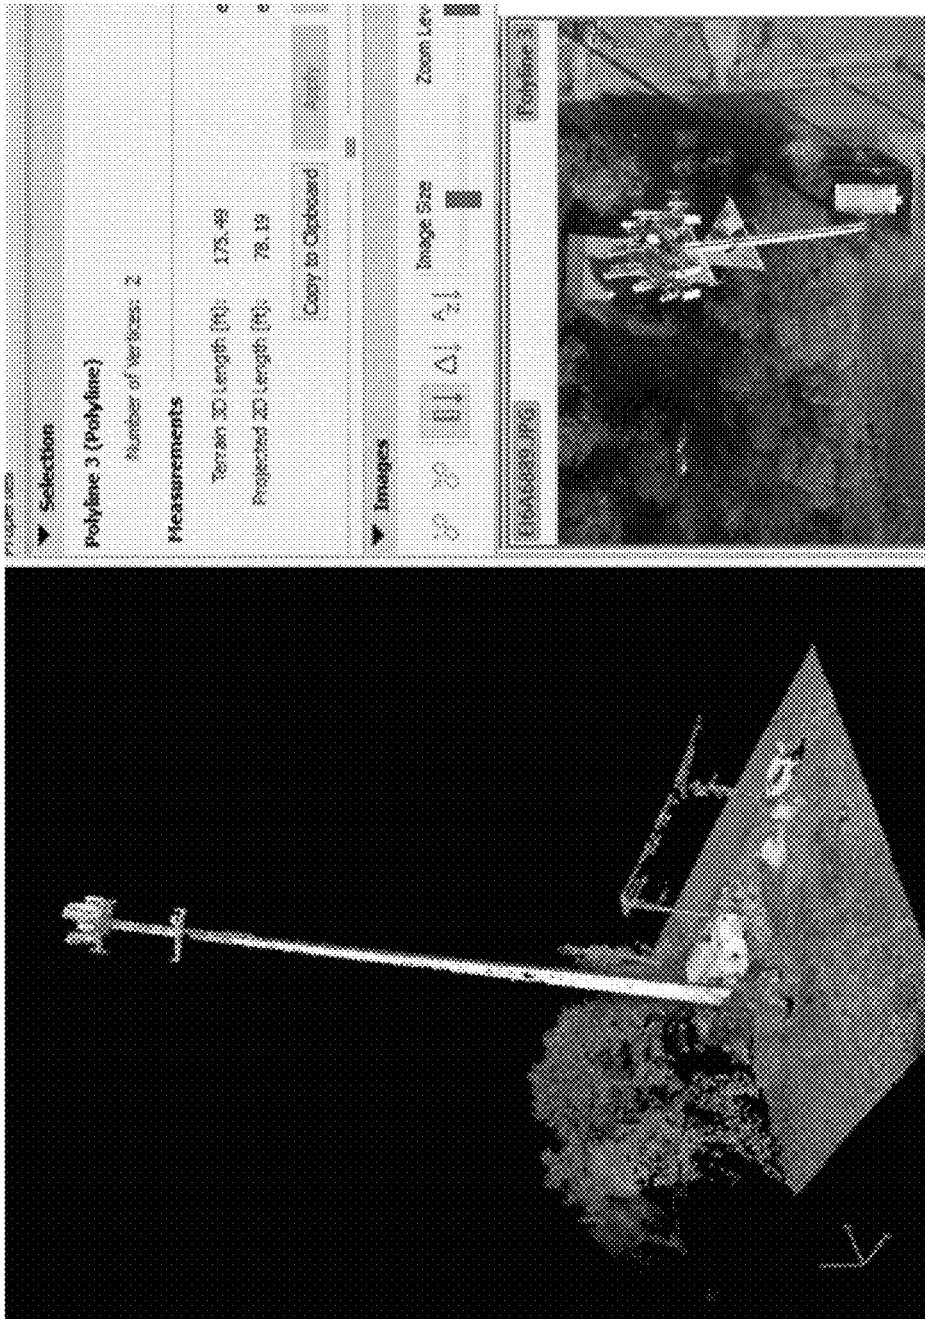 Selection
Polyline 3 (Polyline)
Number of vertices: 2
Measurements
Terrain 3D Length [ft]: 175.49 e
Projected 2D Length [ft]: 78.19 e
Copy to Clipboard
Images
Image Size Zoom Leve